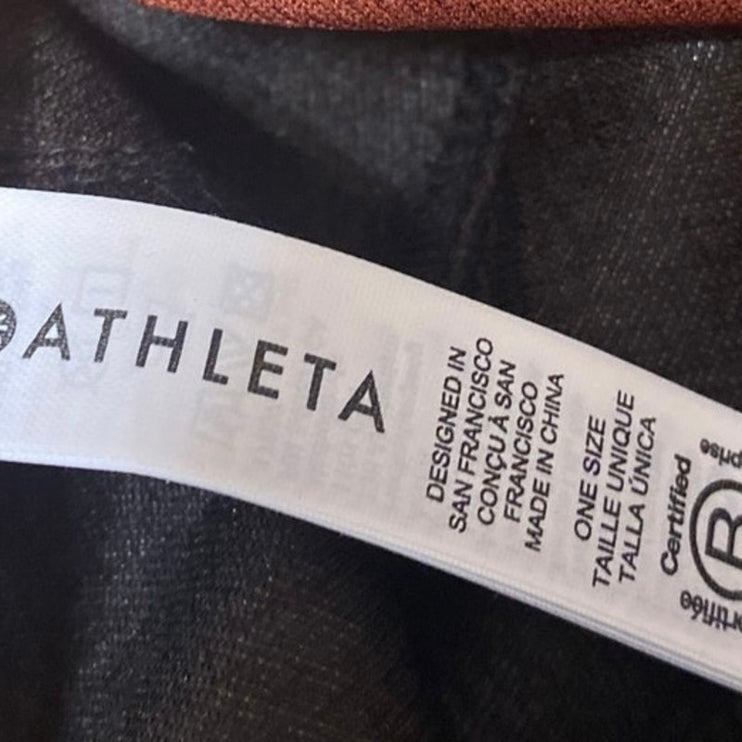 ATHLETA
DESIGNED IN
SAN FRANCISCO
CONÇU À SAN
FRANCISCO
MADE IN CHINA
ONE SIZE
TAILLE UNIQUE
TALLA ÚNICA
Certified
B